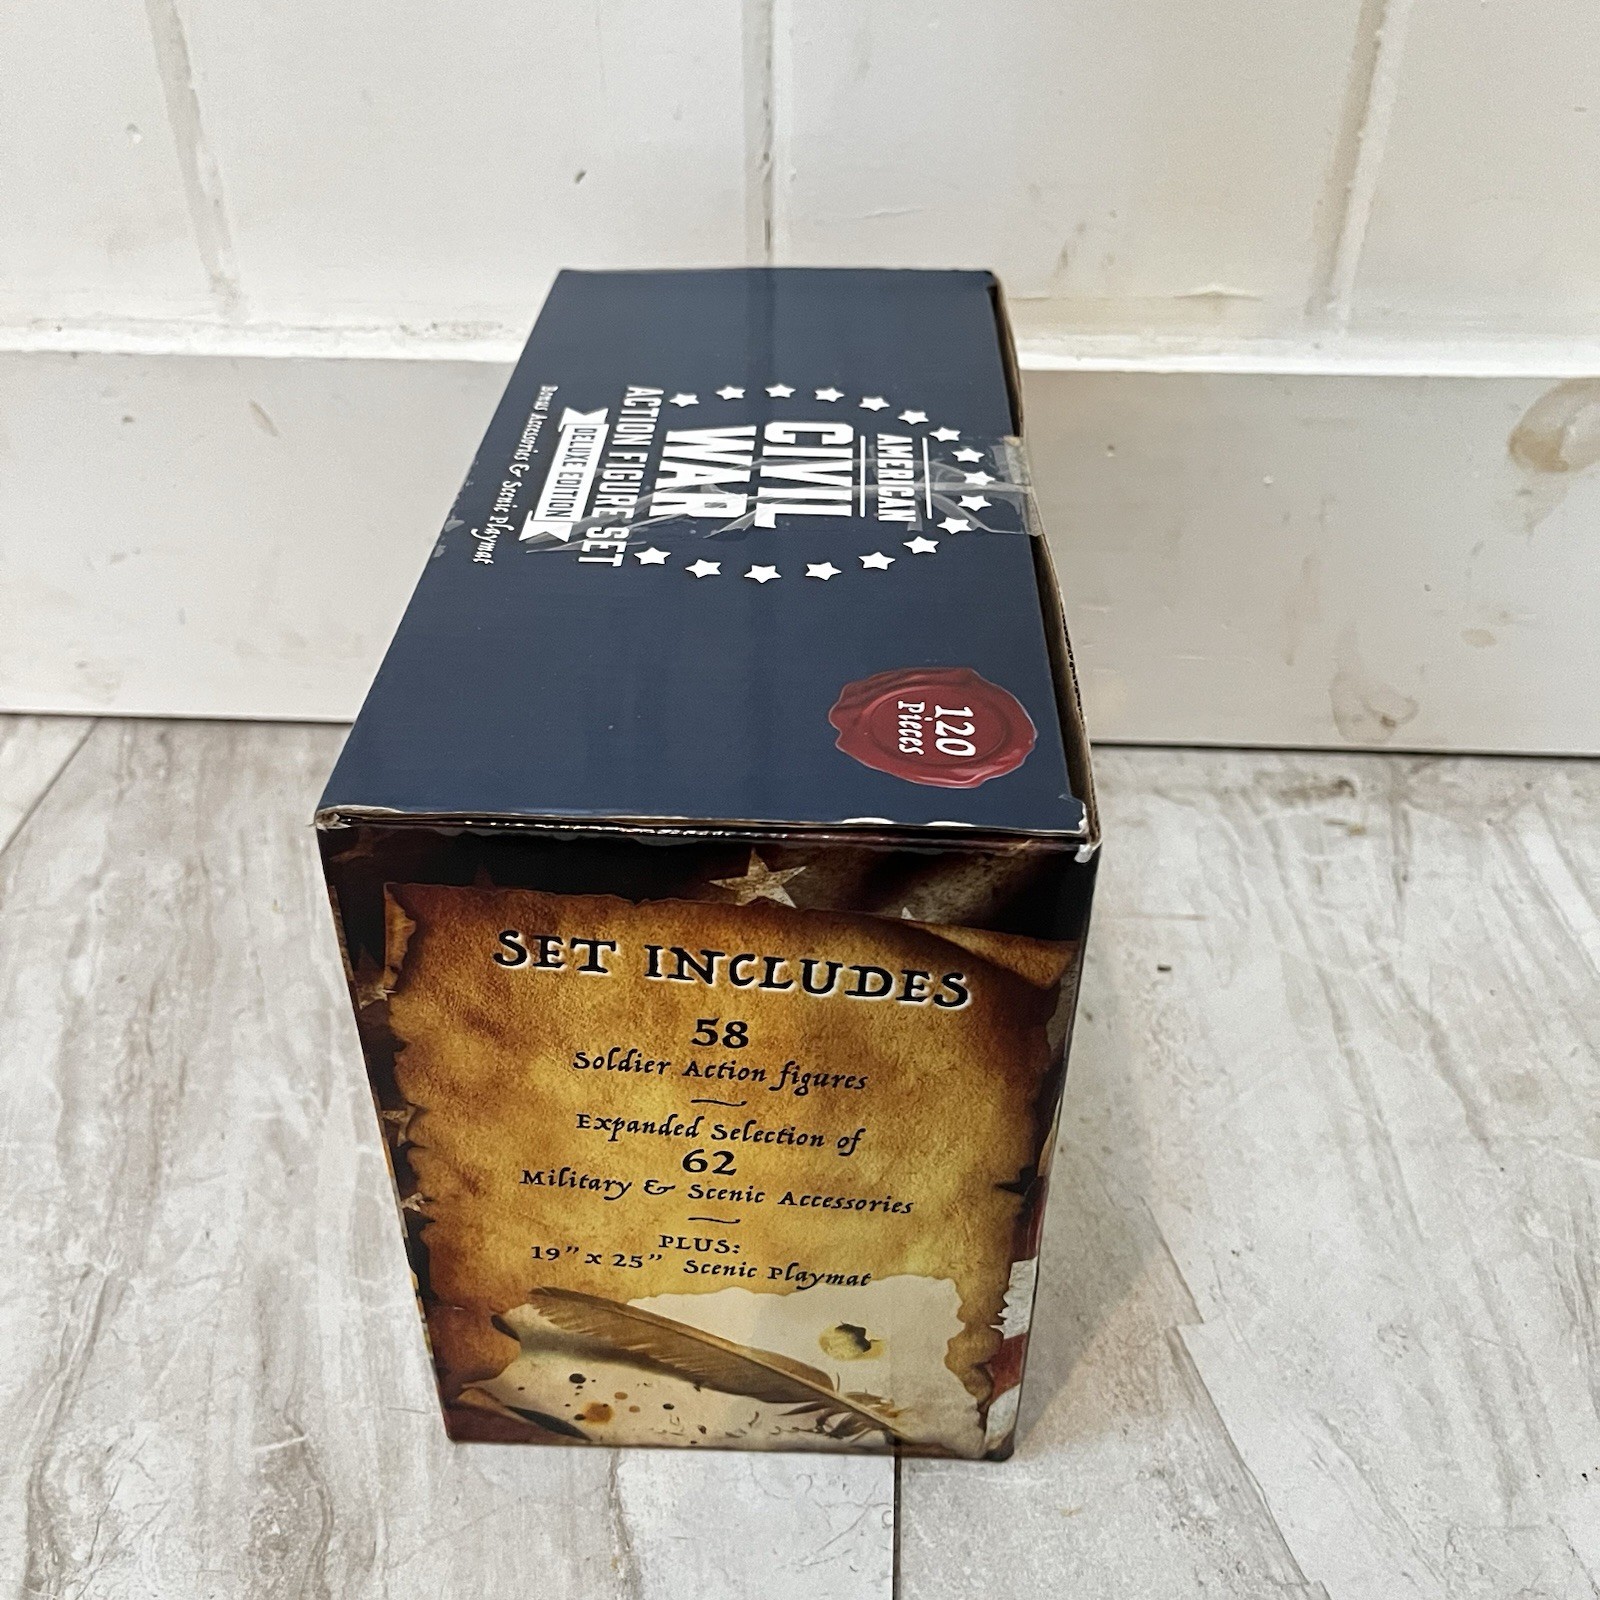 AMERICAN
CIVIL
WAR
ACTION FIGURE SET
DELUXE EDITION
Bonus Accessories & Scenic Playmat
120
Pieces
SET INCLUDES
58
Soldier Action figures
Expanded Selection of
62
Military & Scenic Accessories
PLUS:
19” x 25” Scenic Playmat